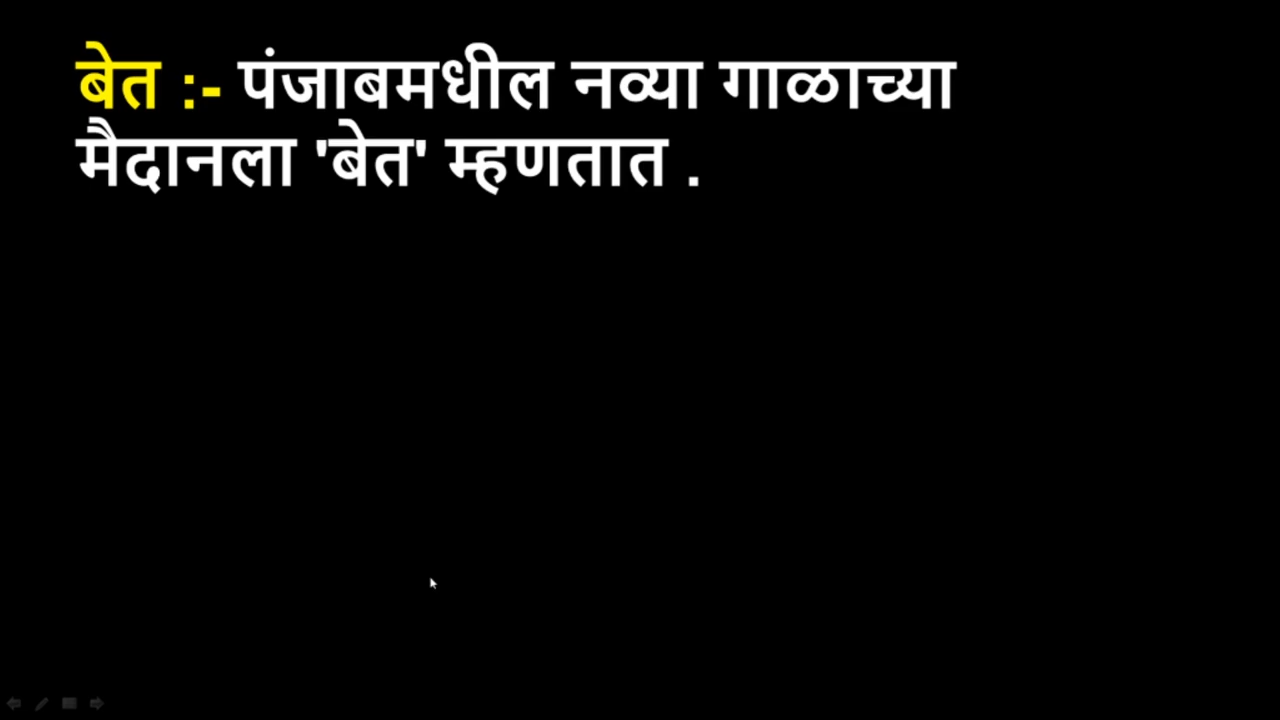 बेत :- पंजाबमधील नव्या गाळाच्या
मैदानला 'बेत' म्हणतात .